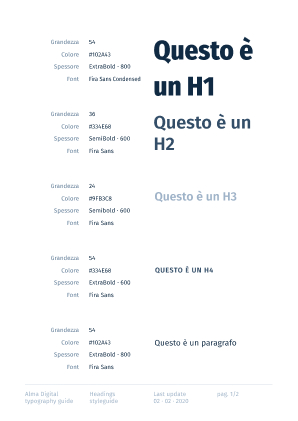 Grandezza 54
Colore #102A43
Spessore ExtraBold - 800
Font Fira Sans Condensed
Questo è
un H1
Grandezza 36
Colore #334E68
Spessore SemiBold - 600
Font Fira Sans
Questo è un
H2
Grandezza 24
Colore #9FB3C8
Spessore Semibold - 600
Font Fira Sans
Questo è un H3
Grandezza 54
Colore #334E68
Spessore ExtraBold - 600
Font Fira Sans
QUESTO È UN H4
Grandezza 54
Colore #102A43
Spessore ExtraBold - 800
Font Fira Sans
Questo è un paragrafo
Alma Digital
typography guide
Headings
styleguide
Last update
02 - 02 - 2020
pag. 1/2